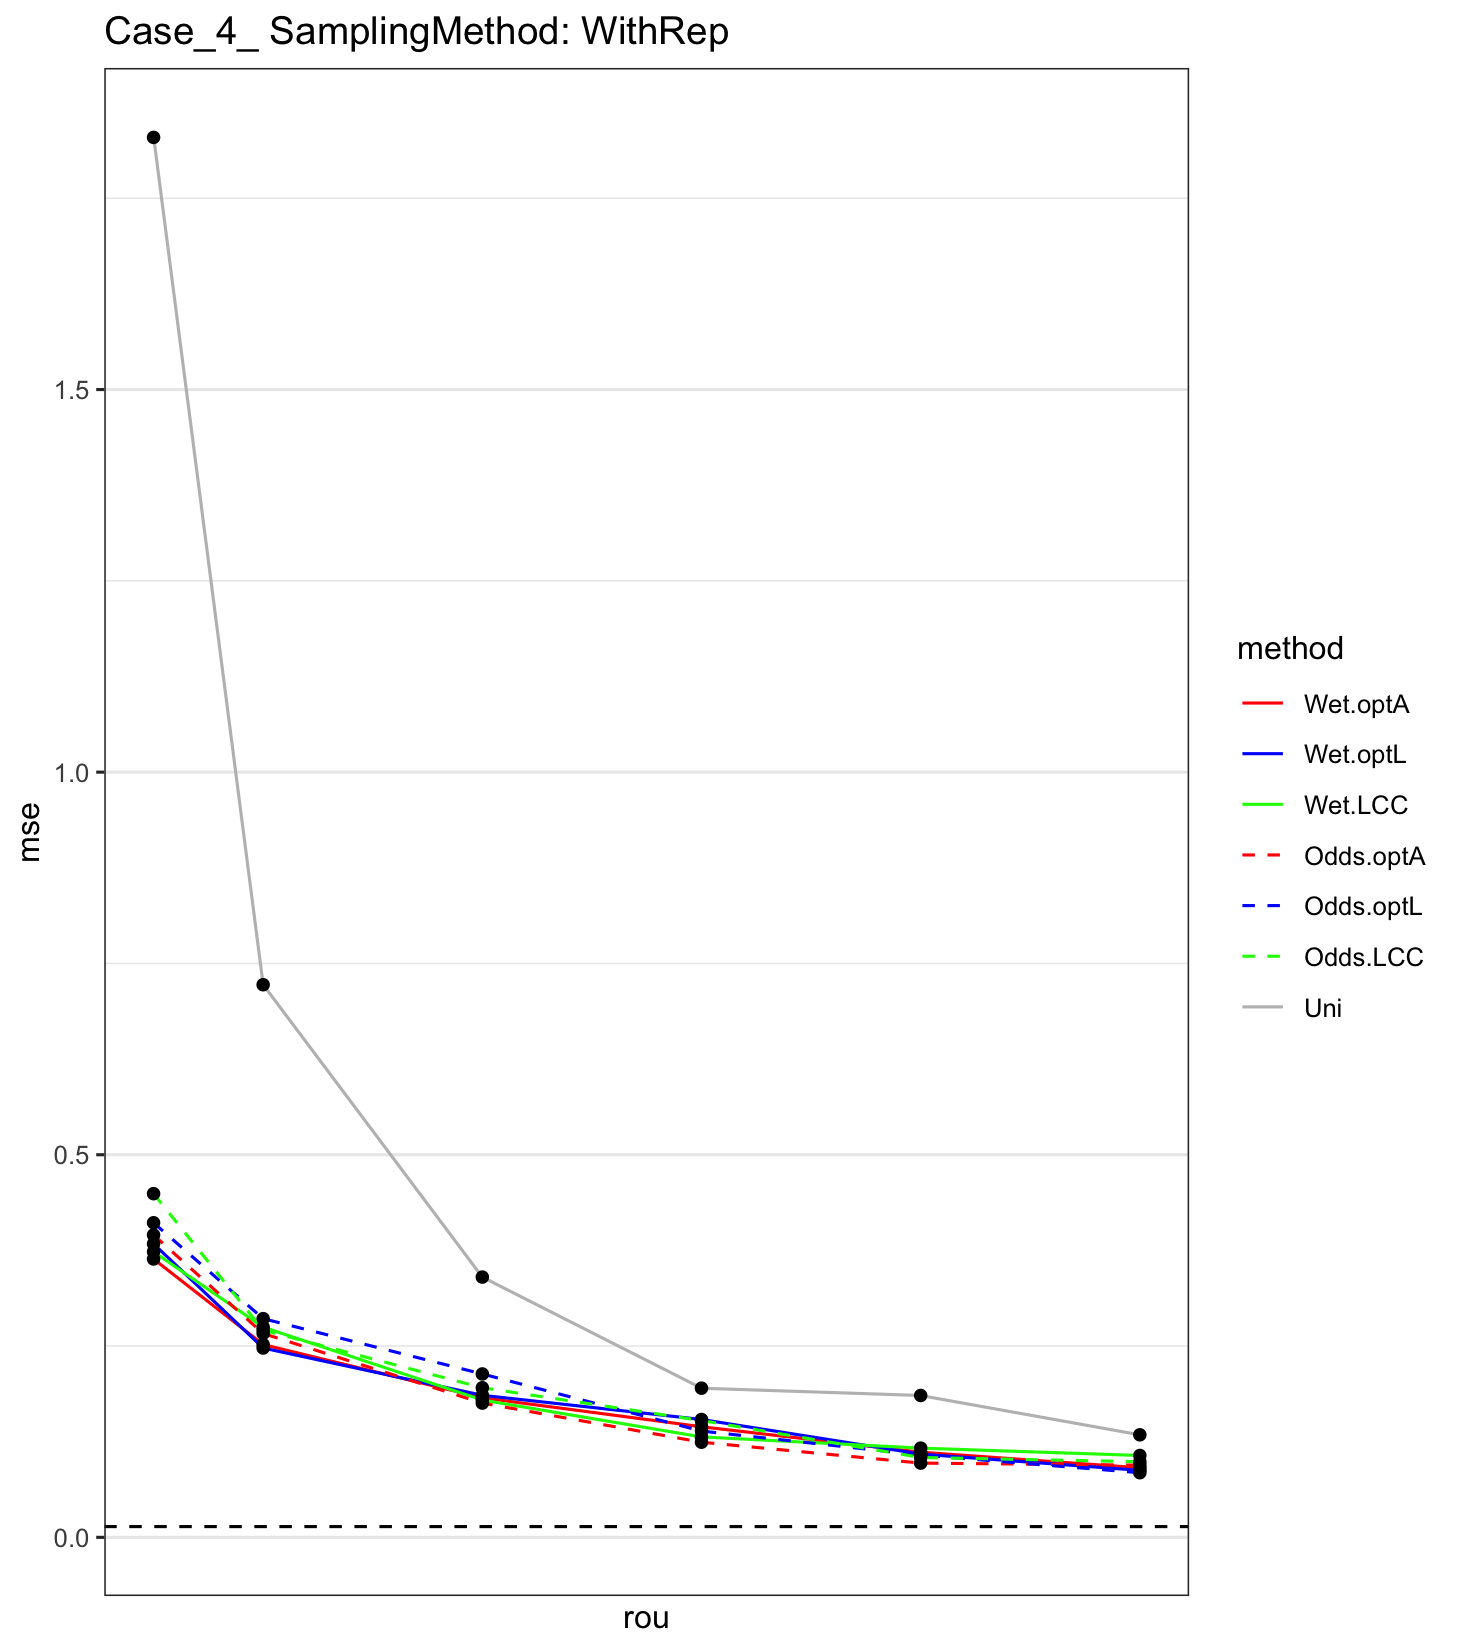 Case_4_ SamplingMethod: WithRep
1.5
1.0
0.5
0.0
mse
rou
method
Wet.optA
Wet.optL
Wet.LCC
Odds.optA
Odds.optL
Odds.LCC
Uni